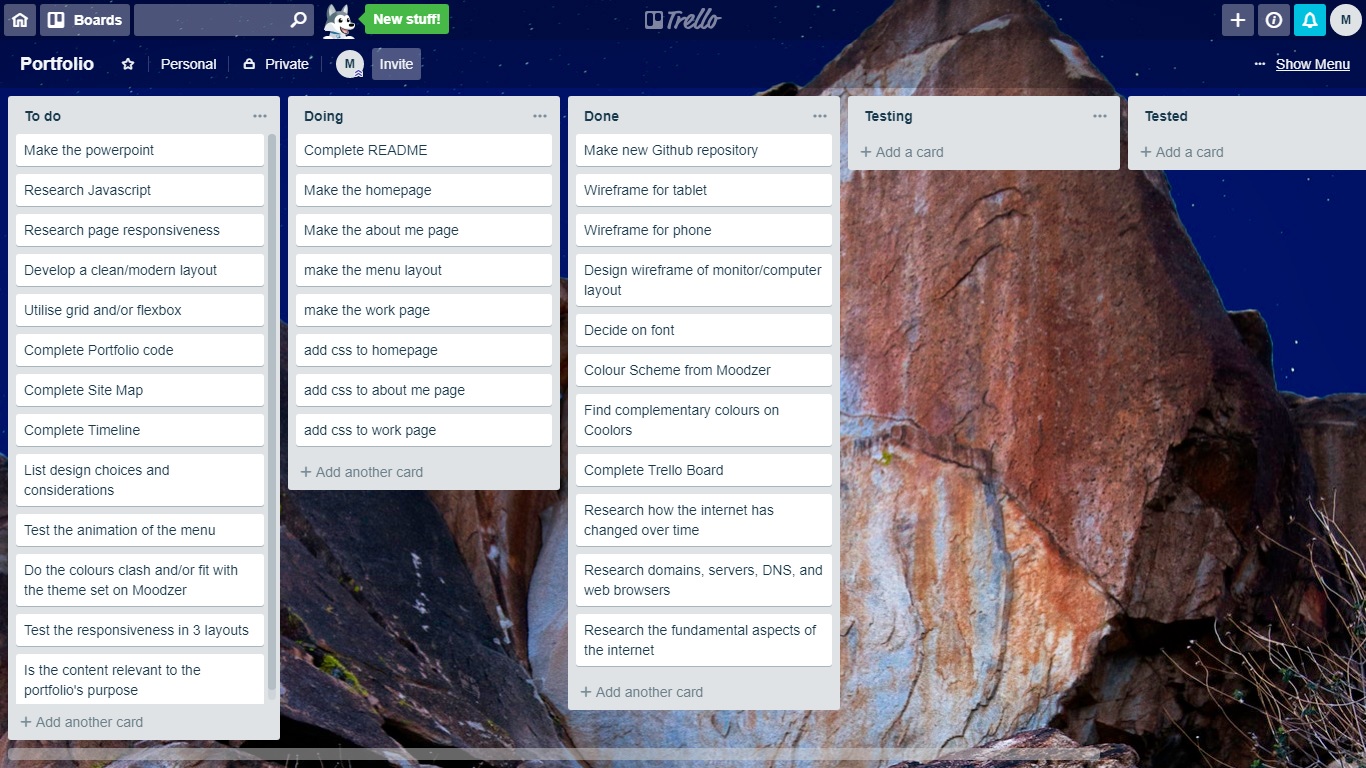 Boards
New stuff!
Trello
M
Portfolio
Personal
Private
M
Invite
Show Menu
To do
Make the powerpoint
Research Javascript
Research page responsiveness
Develop a clean/modern layout
Utilise grid and/or flexbox
Complete Portfolio code
Complete Site Map
Complete Timeline
List design choices and
considerations
Test the animation of the menu
Do the colours clash and/or fit with
the theme set on Moodzer
Test the responsiveness in 3 layouts
Is the content relevant to the
portfolio's purpose
+ Add another card
Doing
Complete README
Make the homepage
Make the about me page
make the menu layout
make the work page
add css to homepage
add css to about me page
add css to work page
+ Add another card
Done
Make new Github repository
Wireframe for tablet
Wireframe for phone
Design wireframe of monitor/computer
layout
Decide on font
Colour Scheme from Moodzer
Find complementary colours on
Coolors
Complete Trello Board
Research how the internet has
changed over time
Research domains, servers, DNS, and
web browsers
Research the fundamental aspects of
the internet
+ Add another card
Testing
+ Add a card
Tested
+ Add a card